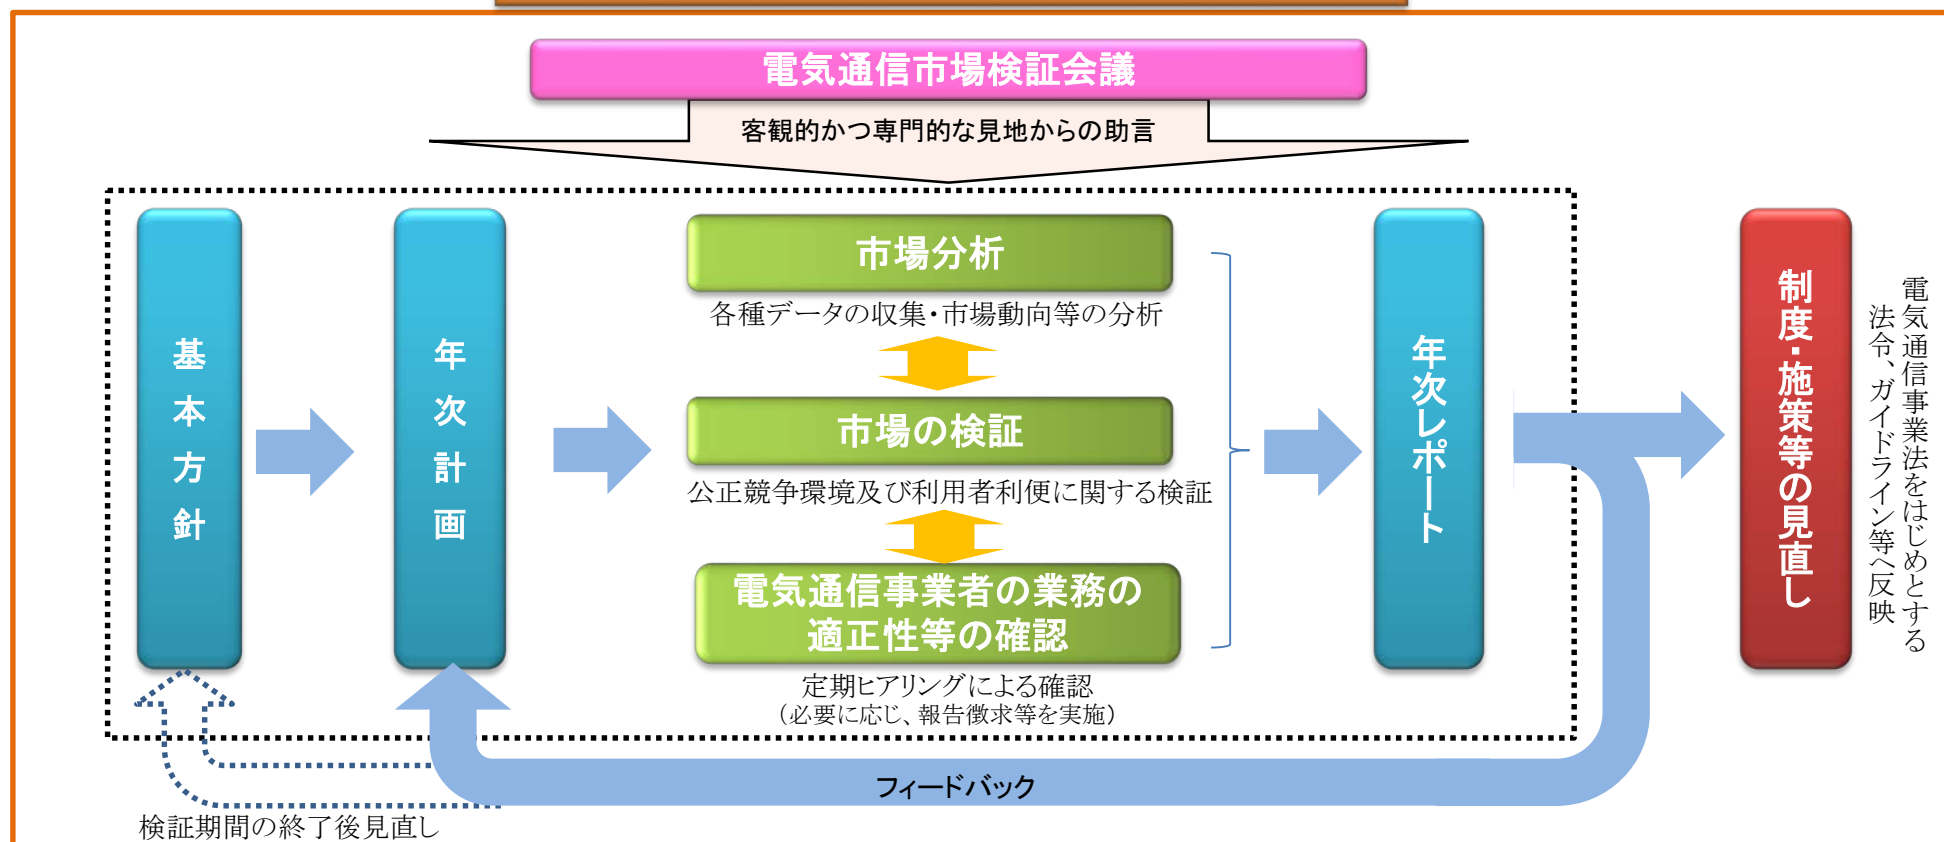 電気通信市場検証会議
客観的かつ専門的な見地からの助言
基本方針
年次計画
市場分析
各種データの収集・市場動向等の分析
市場の検証
公正競争環境及び利用者利便に関する検証
電気通信事業者の業務の
適正性等の確認
定期ヒアリングによる確認
（必要に応じ、報告徴求等を実施）
年次レポート
制度・施策等の見直し
電気通信事業法をはじめとする
法令、ガイドライン等へ反映
フィードバック
検証期間の終了後見直し